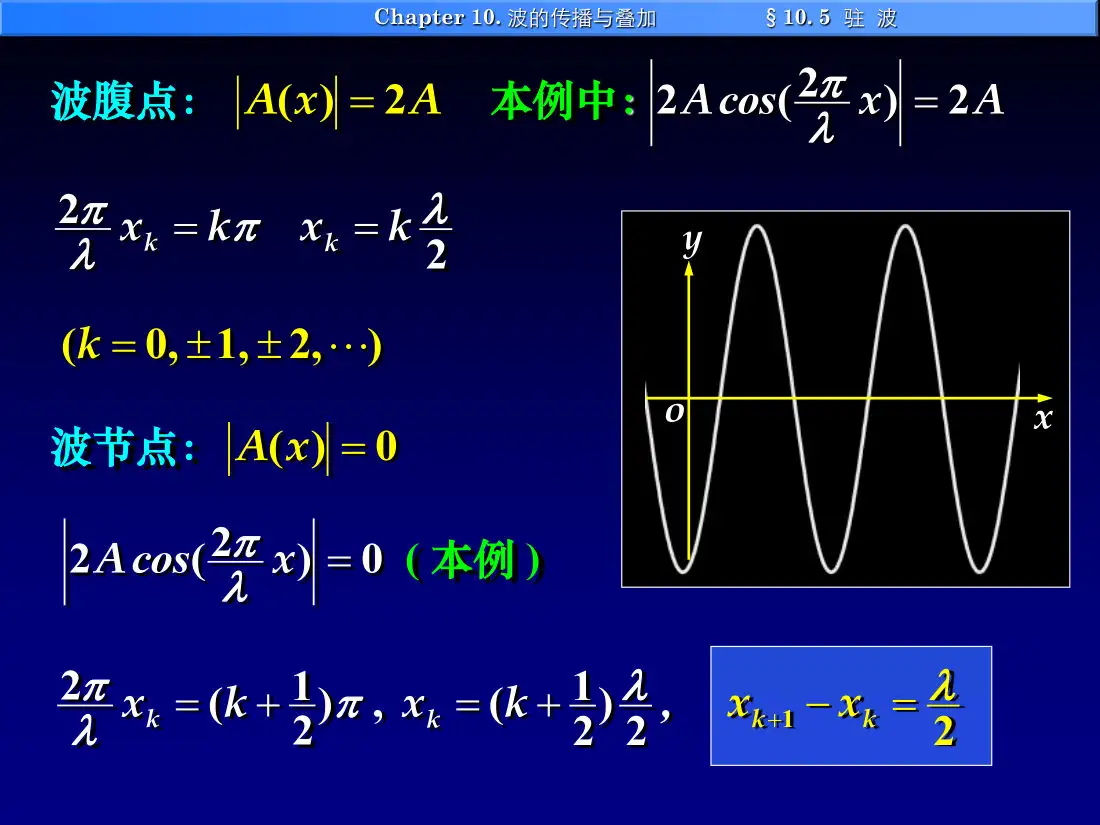 Chapter 10. 波的传播与叠加 §10.5 驻 波
波腹点: |A(x)| = 2A 本例中: |2A cos(2π/λ x)| = 2A
2π/λ x_k = kπ x_k = k λ/2
(k = 0, ±1, ±2, ⋯)
y
o
x
波节点: |A(x)| = 0
|2A cos(2π/λ x)| = 0 (本例)
2π/λ x_k = (k + 1/2)π , x_k = (k + 1/2) λ/2 , x_{k+1} − x_k = λ/2